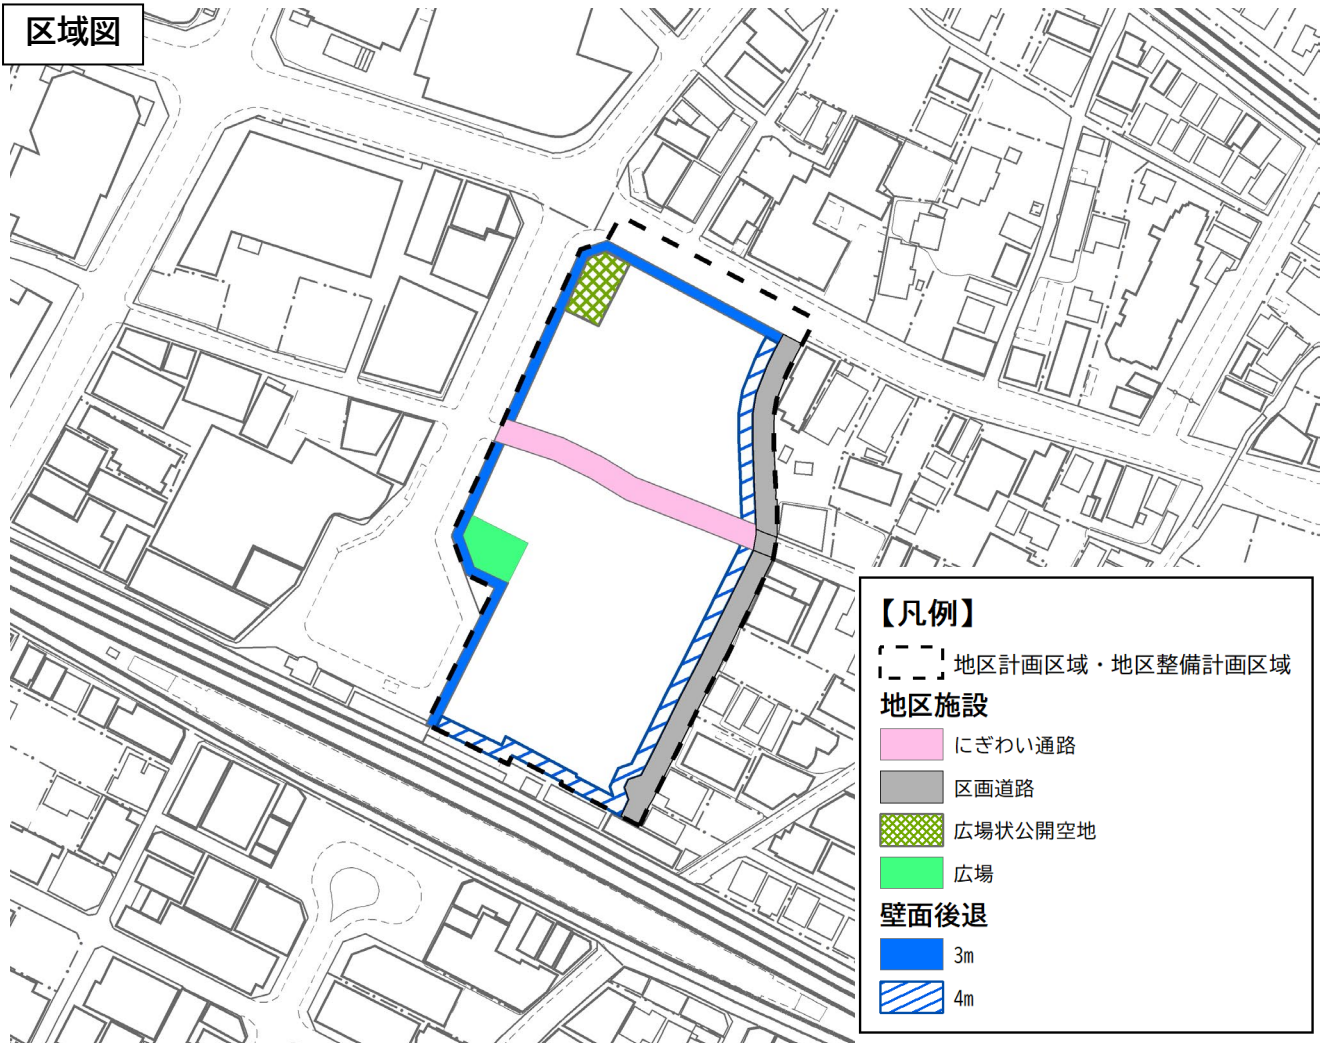 区域図
【凡例】
地区計画区域・地区整備計画区域
地区施設
にぎわい通路
区画道路
広場状公開空地
広場
壁面後退
3m
4m